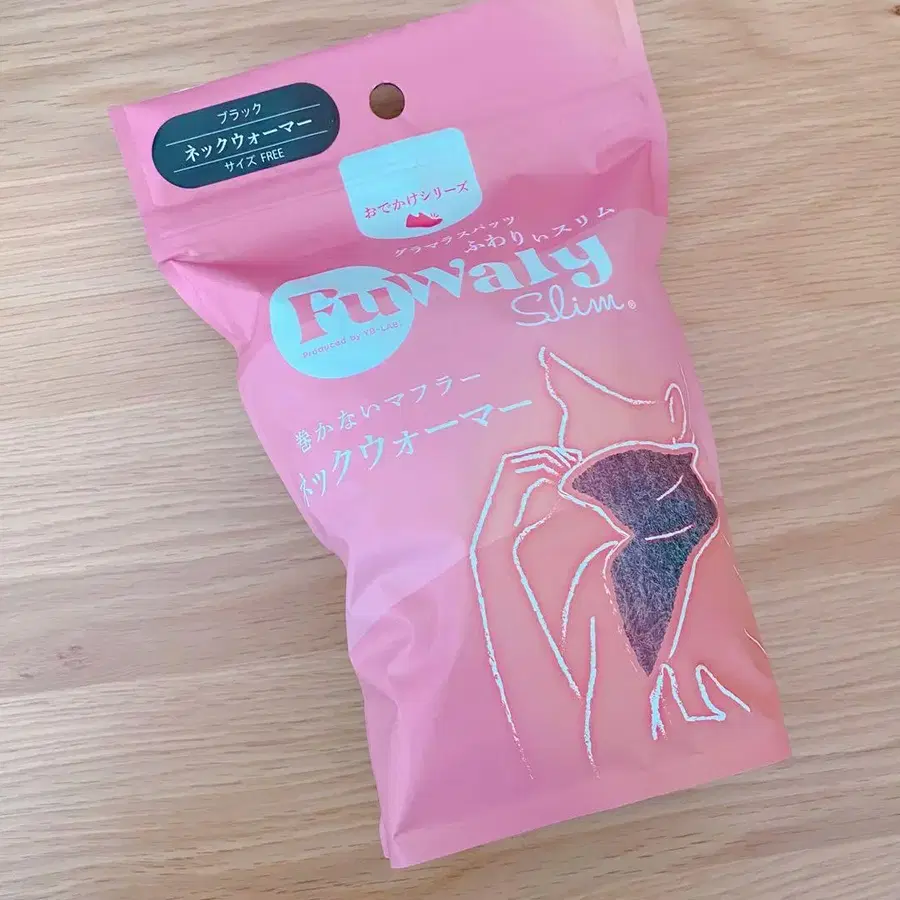 ブラック
ネックウォーマー
サイズ FREE
おでかけシリーズ
グラマラスパッツ
ふわりぃスリム
Fuwaly
Slim®
Produced by YB-LAB.
巻かないマフラー
ネックウォーマー